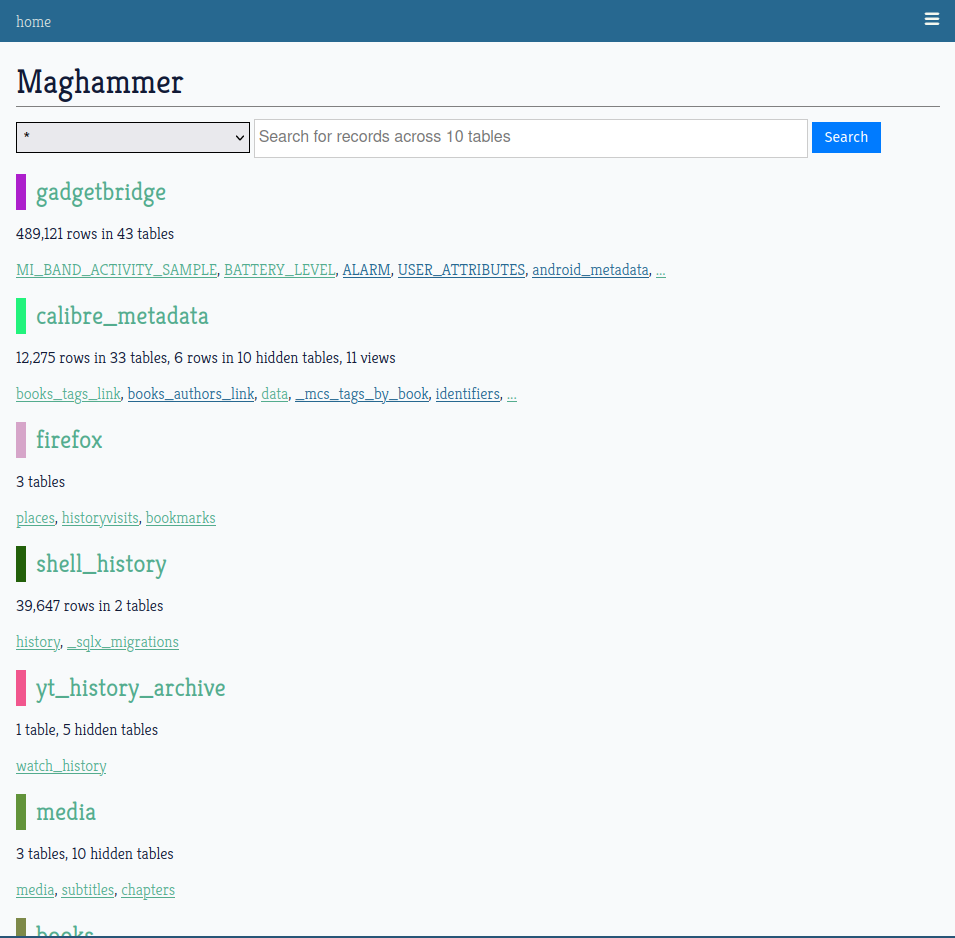 home
Maghammer
*
Search for records across 10 tables
Search
gadgetbridge
489,121 rows in 43 tables
MI_BAND_ACTIVITY_SAMPLE, BATTERY_LEVEL, ALARM, USER_ATTRIBUTES, android_metadata, ...
calibre_metadata
12,275 rows in 33 tables, 6 rows in 10 hidden tables, 11 views
books_tags_link, books_authors_link, data, _mcs_tags_by_book, identifiers, ...
firefox
3 tables
places, historyvisits, bookmarks
shell_history
39,647 rows in 2 tables
history, _sqlx_migrations
yt_history_archive
1 table, 5 hidden tables
watch_history
media
3 tables, 10 hidden tables
media, subtitles, chapters
books